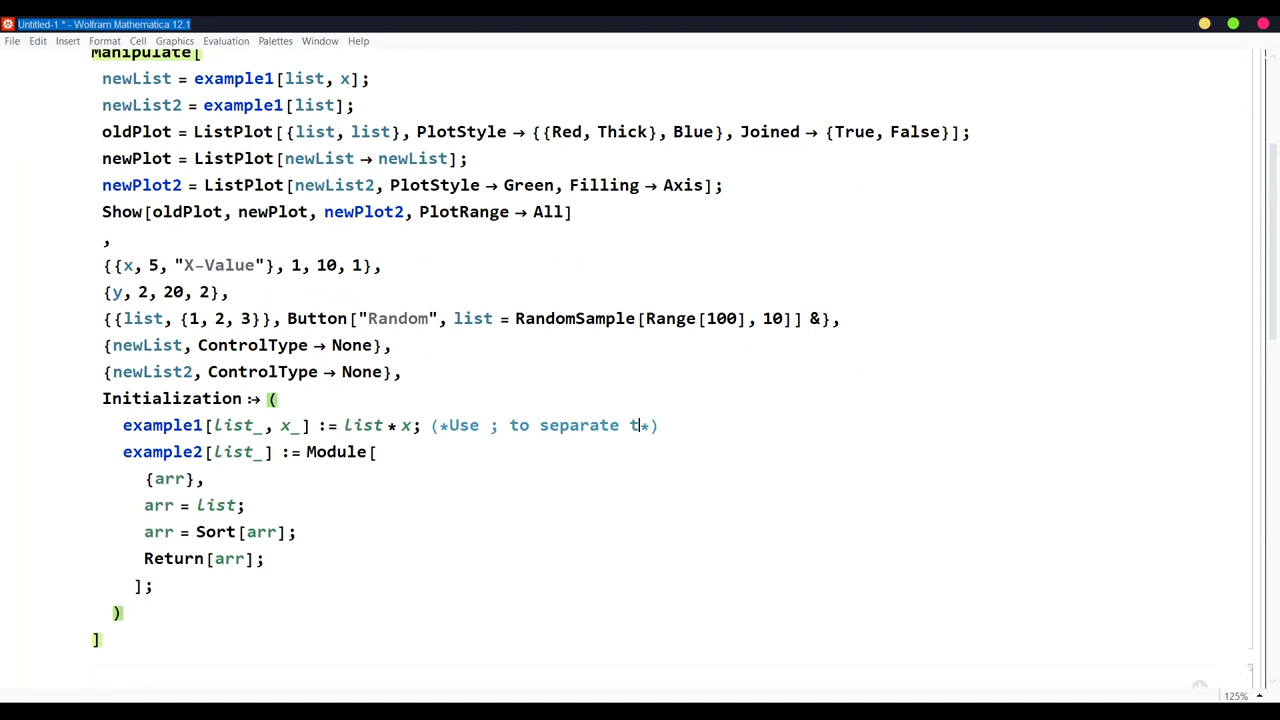 Untitled-1 * - Wolfram Mathematica 12.1
File Edit Insert Format Cell Graphics Evaluation Palettes Window Help
Manipulate[
newList = example1[list, x];
newList2 = example1[list];
oldPlot = ListPlot[{list, list}, PlotStyle → {{Red, Thick}, Blue}, Joined → {True, False}];
newPlot = ListPlot[newList → newList];
newPlot2 = ListPlot[newList2, PlotStyle → Green, Filling → Axis];
Show[oldPlot, newPlot, newPlot2, PlotRange → All]
,
{{x, 5, "X-Value"}, 1, 10, 1},
{y, 2, 20, 2},
{{list, {1, 2, 3}}, Button["Random", list = RandomSample[Range[100], 10]] &},
{newList, ControlType → None},
{newList2, ControlType → None},
Initialization :→ (
example1[list_, x_] := list * x; (*Use ; to separate t*)
example2[list_] := Module[
{arr},
arr = list;
arr = Sort[arr];
Return[arr];
];
)
]
125%